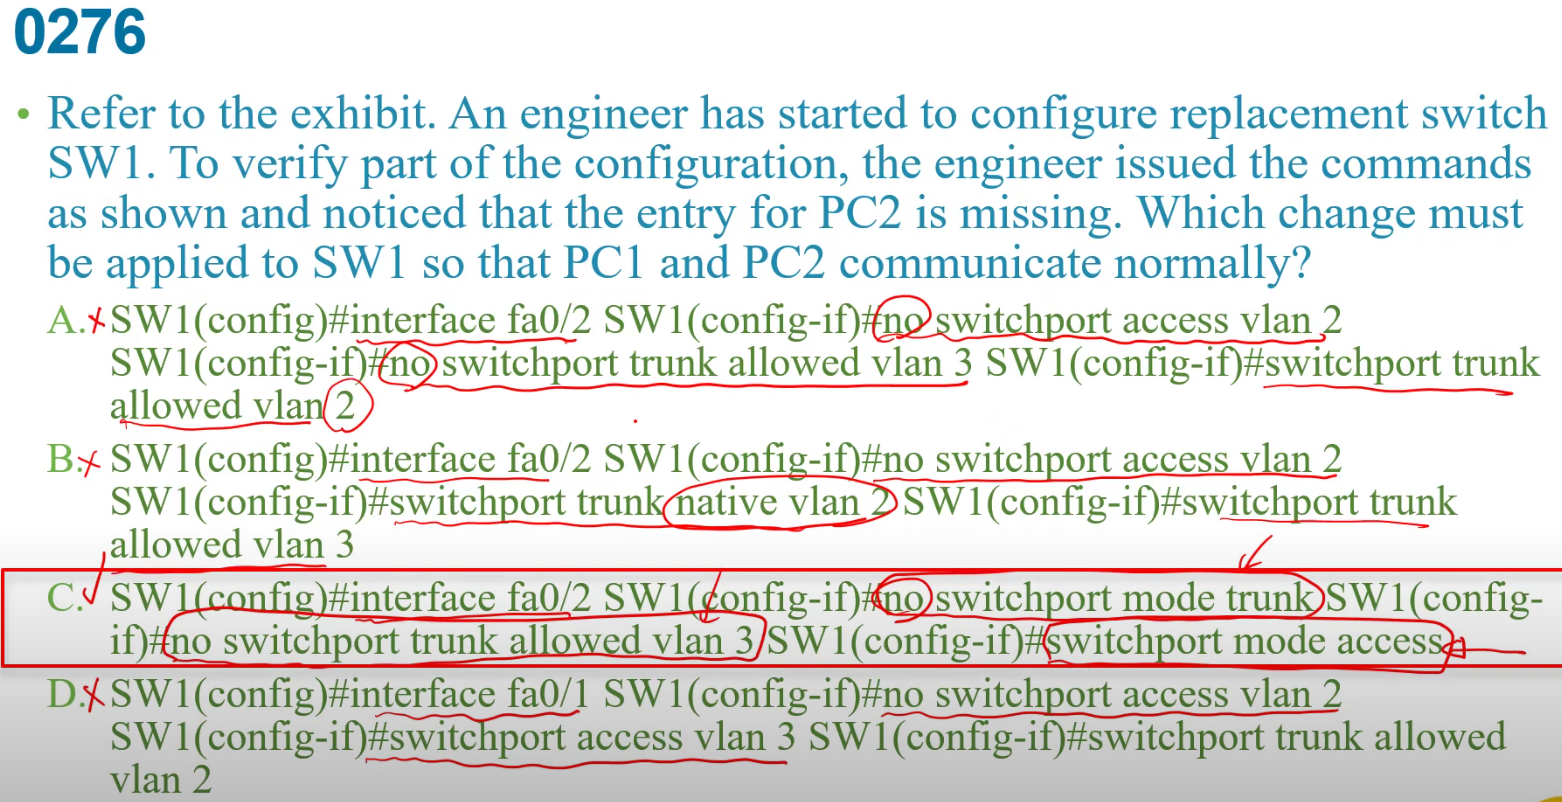 0276
• Refer to the exhibit. An engineer has started to configure replacement switch
SW1. To verify part of the configuration, the engineer issued the commands
as shown and noticed that the entry for PC2 is missing. Which change must
be applied to SW1 so that PC1 and PC2 communicate normally?
A. SW1(config)#interface fa0/2 SW1(config-if)#no switchport access vlan 2
SW1(config-if)#no switchport trunk allowed vlan 3 SW1(config-if)#switchport trunk
allowed vlan 2
B. SW1(config)#interface fa0/2 SW1(config-if)#no switchport access vlan 2
SW1(config-if)#switchport trunk native vlan 2 SW1(config-if)#switchport trunk
allowed vlan 3
C. SW1(config)#interface fa0/2 SW1(config-if)#no switchport mode trunk SW1(config-
if)#no switchport trunk allowed vlan 3 SW1(config-if)#switchport mode access
D. SW1(config)#interface fa0/1 SW1(config-if)#no switchport access vlan 2
SW1(config-if)#switchport access vlan 3 SW1(config-if)#switchport trunk allowed
vlan 2